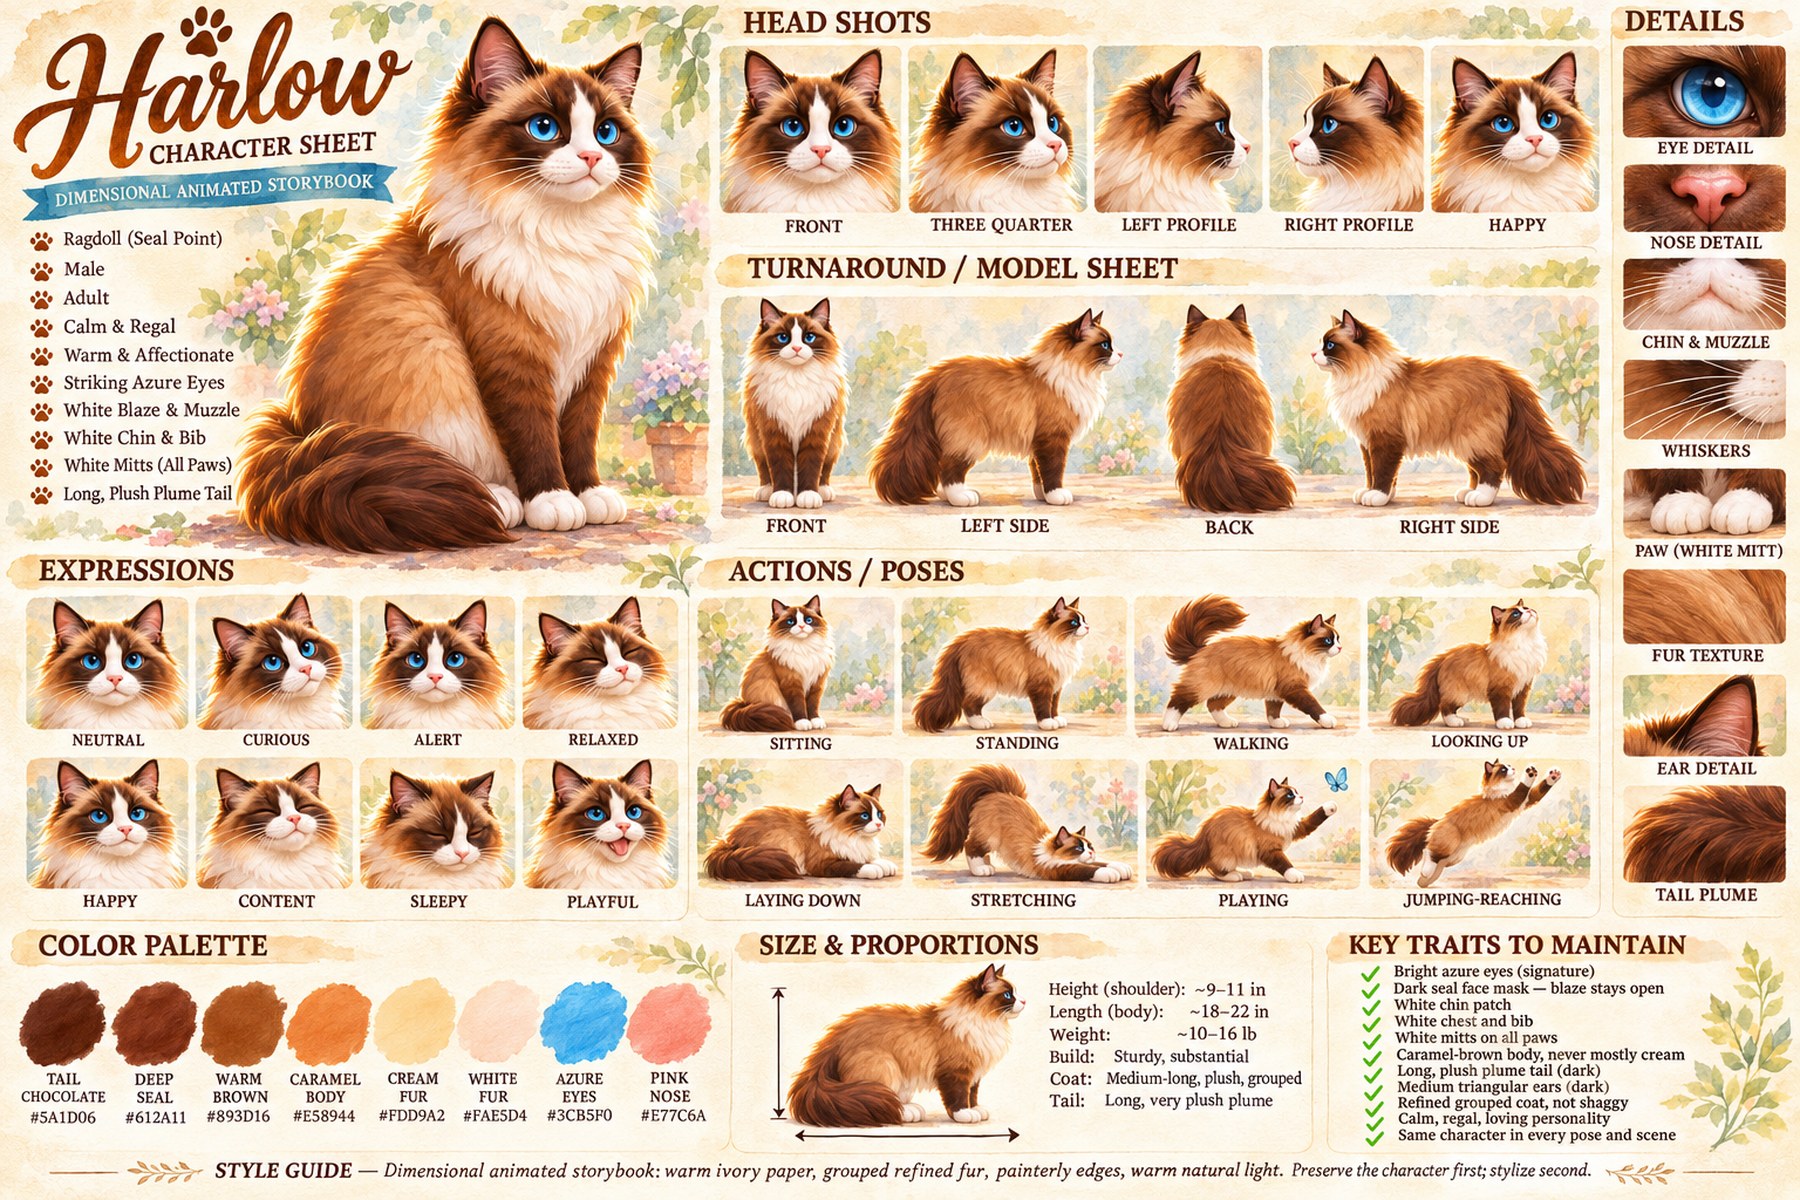 Harlow
CHARACTER SHEET
DIMENSIONAL ANIMATED STORYBOOK
Ragdoll (Seal Point)
Male
Adult
Calm & Regal
Warm & Affectionate
Striking Azure Eyes
White Blaze & Muzzle
White Chin & Bib
White Mitts (All Paws)
Long, Plush Plume Tail
HEAD SHOTS
FRONT
THREE QUARTER
LEFT PROFILE
RIGHT PROFILE
HAPPY
TURNAROUND / MODEL SHEET
FRONT
LEFT SIDE
BACK
RIGHT SIDE
DETAILS
EYE DETAIL
NOSE DETAIL
CHIN & MUZZLE
WHISKERS
PAW (WHITE MITT)
FUR TEXTURE
EAR DETAIL
TAIL PLUME
EXPRESSIONS
NEUTRAL
CURIOUS
ALERT
RELAXED
HAPPY
CONTENT
SLEEPY
PLAYFUL
ACTIONS / POSES
SITTING
STANDING
WALKING
LOOKING UP
LAYING DOWN
STRETCHING
PLAYING
JUMPING-REACHING
COLOR PALETTE
TAIL
CHOCOLATE
#5A1D06
DEEP
SEAL
#612A11
WARM
BROWN
#893D16
CARAMEL
BODY
#E58944
CREAM
FUR
#FDD9A2
WHITE
FUR
#FAE5D4
AZURE
EYES
#3CB5F0
PINK
NOSE
#E77C6A
SIZE & PROPORTIONS
Height (shoulder): ~9–11 in
Length (body): ~18–22 in
Weight: ~10–16 lb
Build: Sturdy, substantial
Coat: Medium-long, plush, grouped
Tail: Long, very plush plume
KEY TRAITS TO MAINTAIN
Bright azure eyes (signature)
Dark seal face mask — blaze stays open
White chin patch
White chest and bib
White mitts on all paws
Caramel-brown body, never mostly cream
Long, plush plume tail (dark)
Medium triangular ears (dark)
Refined grouped coat, not shaggy
Calm, regal, loving personality
Same character in every pose and scene
STYLE GUIDE — Dimensional animated storybook: warm ivory paper, grouped refined fur, painterly edges, warm natural light. Preserve the character first; stylize second.